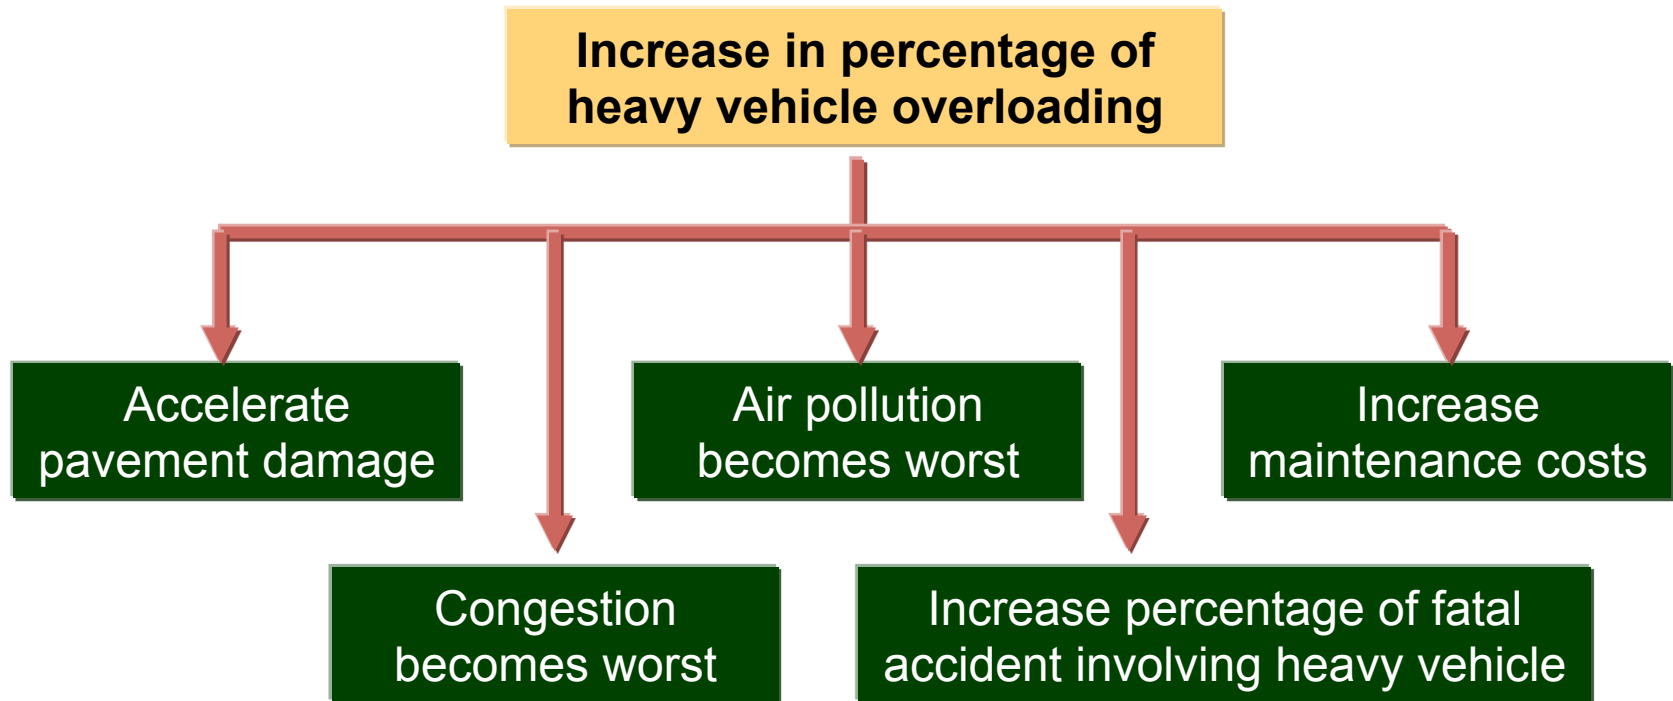 Increase in percentage of
heavy vehicle overloading
Accelerate
pavement damage
Air pollution
becomes worst
Increase
maintenance costs
Congestion
becomes worst
Increase percentage of fatal
accident involving heavy vehicle